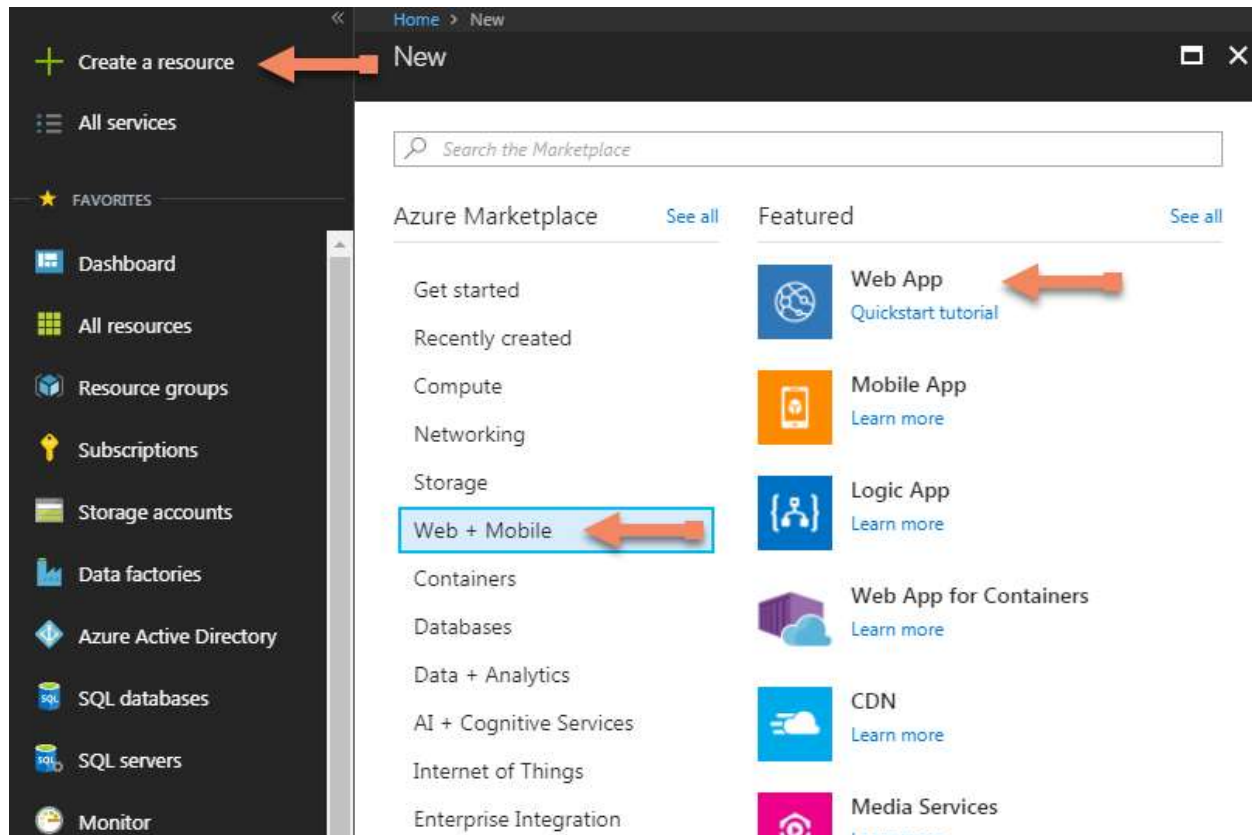 Create a resource
All services
FAVORITES
Dashboard
All resources
Resource groups
Subscriptions
Storage accounts
Data factories
Azure Active Directory
SQL databases
SQL servers
Monitor
Home > New
New
Search the Marketplace
Azure Marketplace See all
Get started
Recently created
Compute
Networking
Storage
Web + Mobile
Containers
Databases
Data + Analytics
AI + Cognitive Services
Internet of Things
Enterprise Integration
Featured See all
Web App
Quickstart tutorial
Mobile App
Learn more
Logic App
Learn more
Web App for Containers
Learn more
CDN
Learn more
Media Services